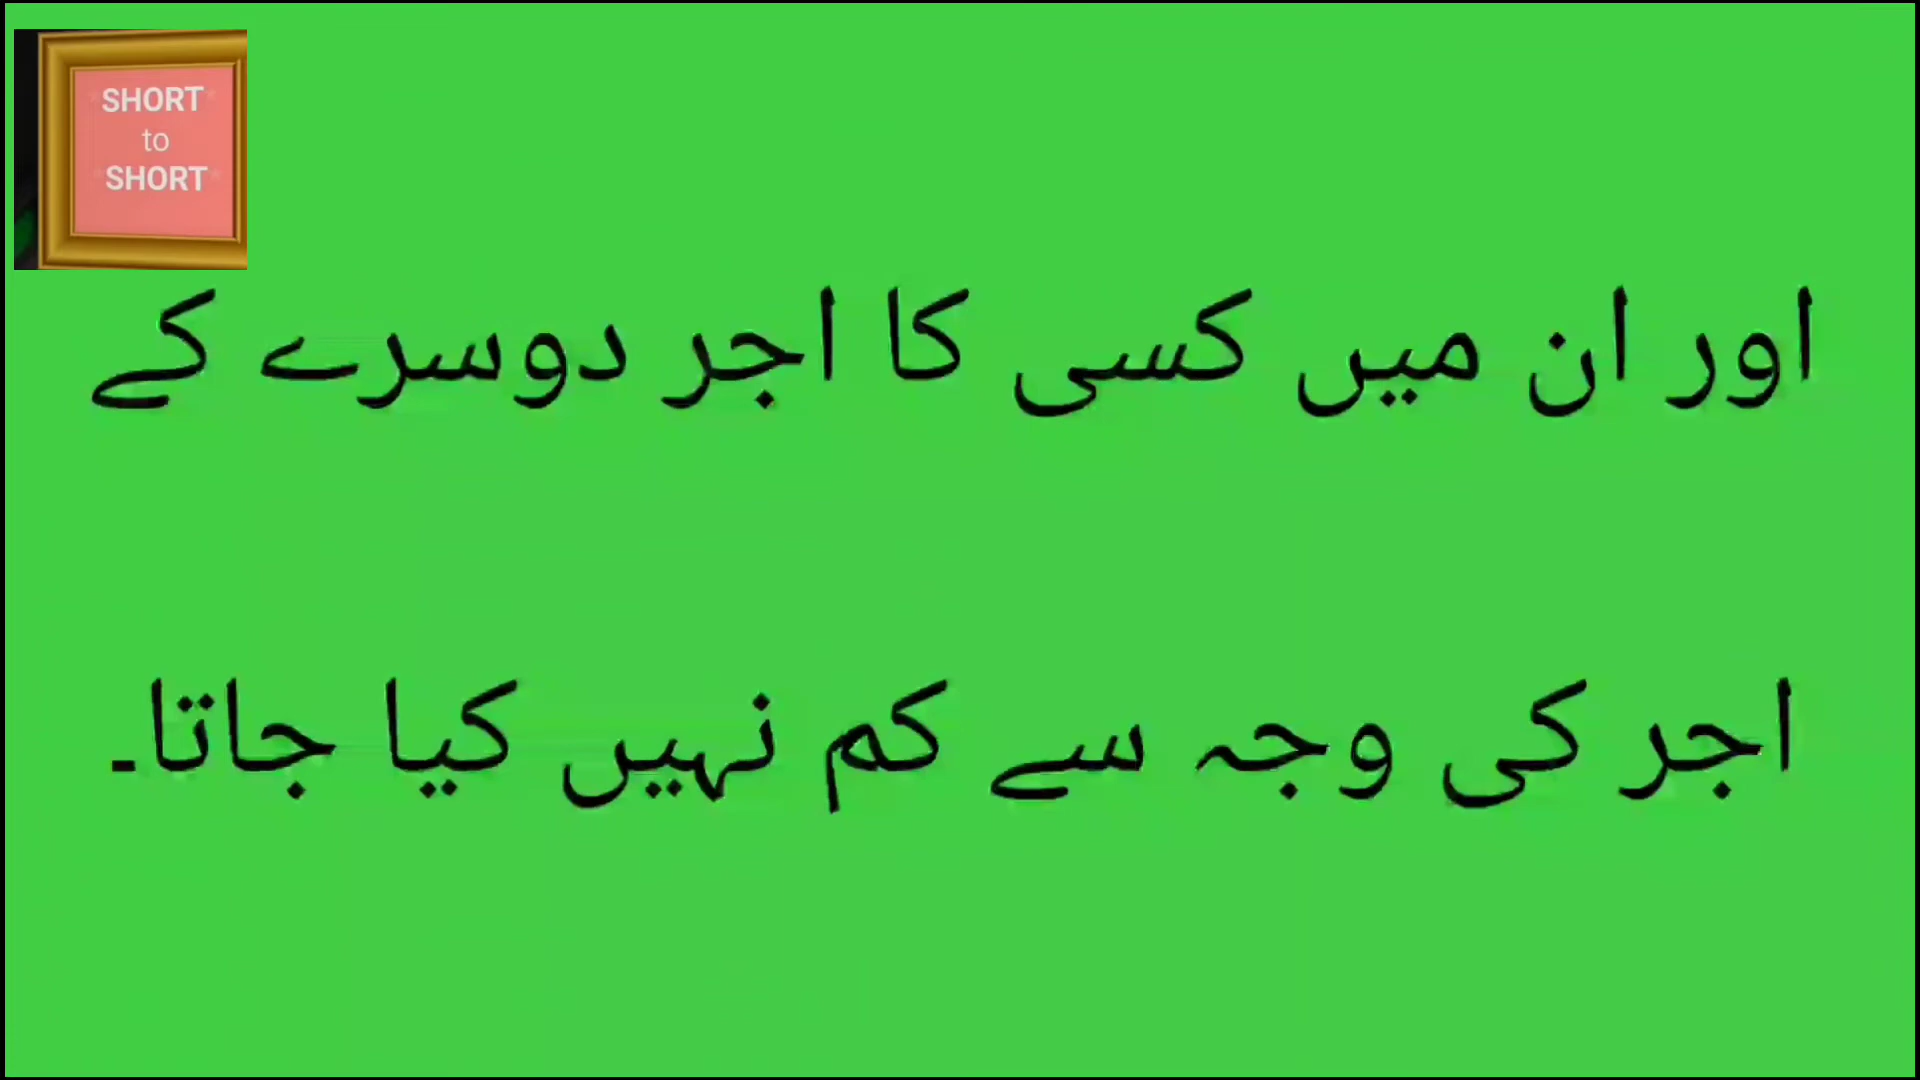 SHORT
to
SHORT
اور ان میں کسی کا اجر دوسرے کے
اجر کی وجہ سے کم نہیں کیا جاتا۔